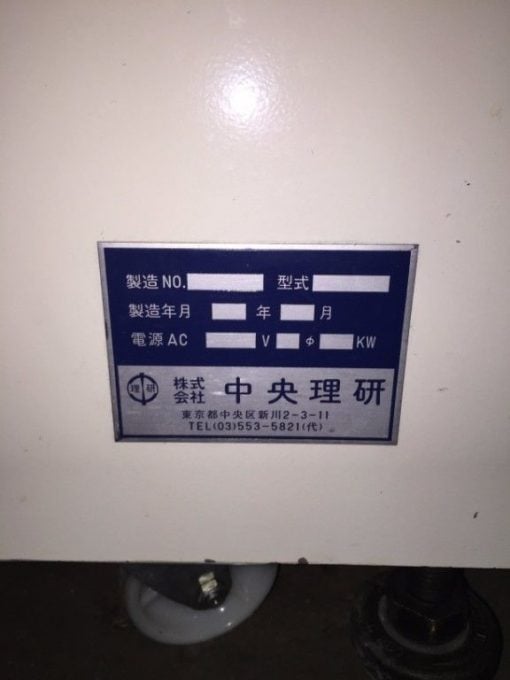 製造NO. 型式
製造年月 年 月
電源AC V φ KW
理研 株式会社 中央理研
東京都中央区新川2-3-11
TEL(03)553-5821(代)